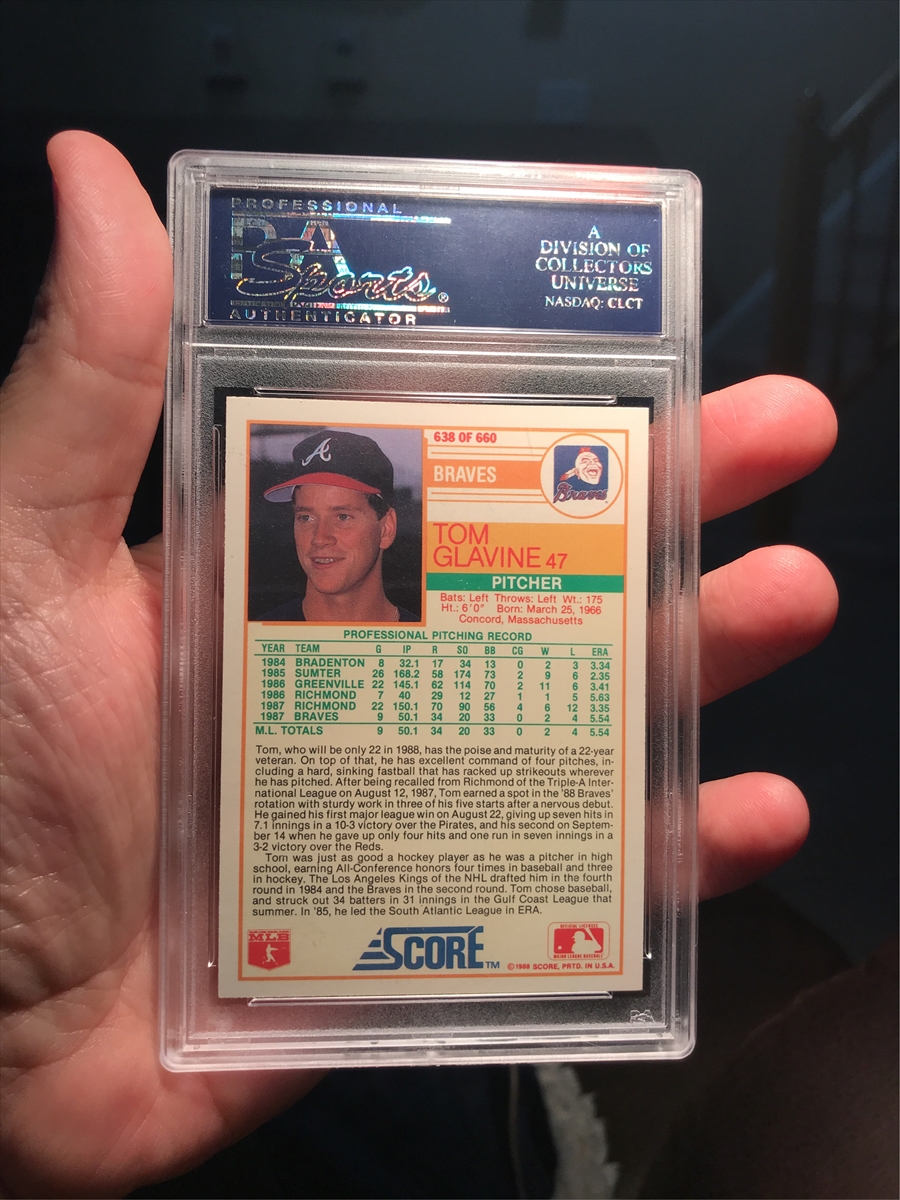 PROFESSIONAL
PSA
Sports®
AUTHENTICATOR
A
DIVISION OF
COLLECTORS
UNIVERSE
NASDAQ: CLCT
A
638 OF 660
BRAVES
Braves
TOM
GLAVINE 47
PITCHER
Bats: Left Throws: Left Wt.: 175
Ht.: 6'0" Born: March 25, 1966
Concord, Massachusetts
PROFESSIONAL PITCHING RECORD
YEAR TEAM G IP R SO BB CG W L ERA
1984 BRADENTON 8 32.1 17 34 13 0 2 3 3.34
1985 SUMTER 26 168.2 58 174 73 2 9 6 2.35
1986 GREENVILLE 22 145.1 62 114 70 2 11 6 3.41
1986 RICHMOND 7 40 29 12 27 1 1 5 5.63
1987 RICHMOND 22 150.1 70 90 56 4 6 12 3.35
1987 BRAVES 9 50.1 34 20 33 0 2 4 5.54
M.L. TOTALS 9 50.1 34 20 33 0 2 4 5.54
Tom, who will be only 22 in 1988, has the poise and maturity of a 22-year
veteran. On top of that, he has excellent command of four pitches, in-
cluding a hard, sinking fastball that has racked up strikeouts wherever
he has pitched. After being recalled from Richmond of the Triple-A Inter-
national League on August 12, 1987, Tom earned a spot in the '88 Braves'
rotation with sturdy work in three of his five starts after a nervous debut.
He gained his first major league win on August 22, giving up seven hits in
7.1 innings in a 10-3 victory over the Pirates, and his second on Septem-
ber 14 when he gave up only four hits and one run in seven innings in a
3-2 victory over the Reds.
Tom was just as good a hockey player as he was a pitcher in high
school, earning All-Conference honors four times in baseball and three
in hockey. The Los Angeles Kings of the NHL drafted him in the fourth
round in 1984 and the Braves in the second round. Tom chose baseball,
and struck out 34 batters in 31 innings in the Gulf Coast League that
summer. In '85, he led the South Atlantic League in ERA.
MLB
SCORE™
OFFICIAL LICENSEE
MAJOR LEAGUE BASEBALL
©1988 SCORE, PRTD. IN U.S.A.
PSA